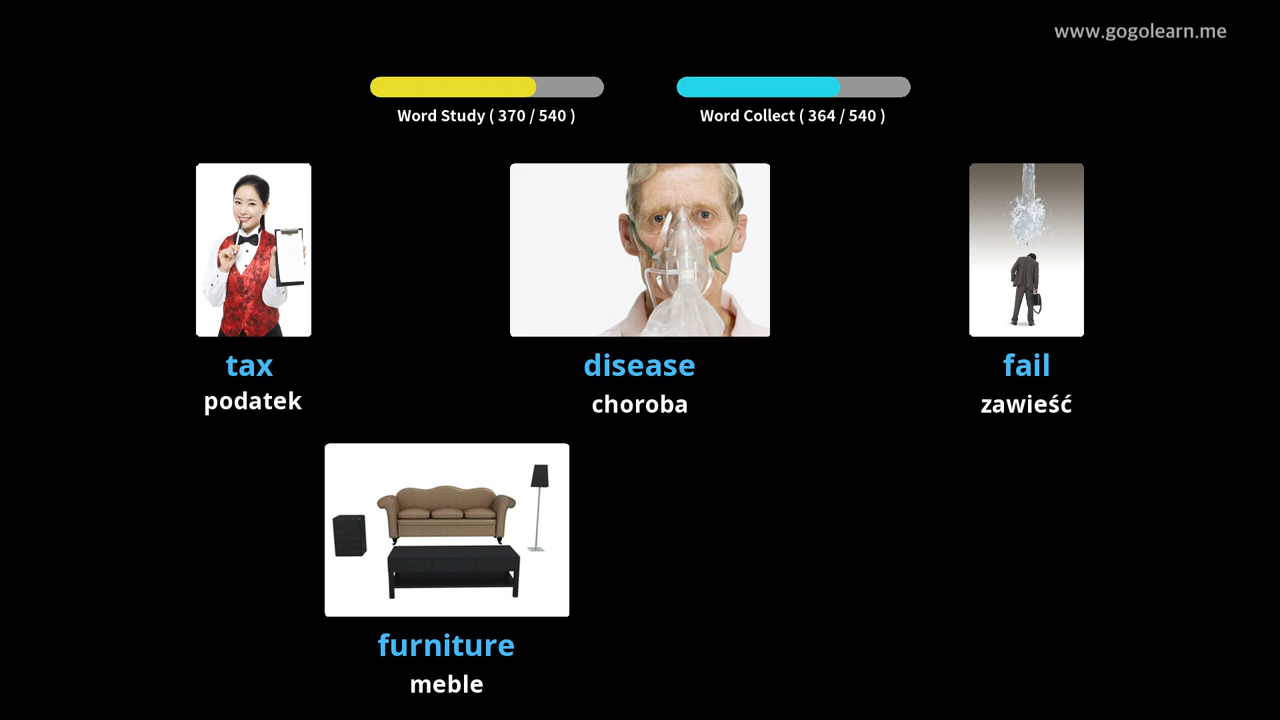 www.gogolearn.me
Word Study ( 370 / 540 )
Word Collect ( 364 / 540 )
tax
podatek
disease
choroba
fail
zawieść
furniture
meble